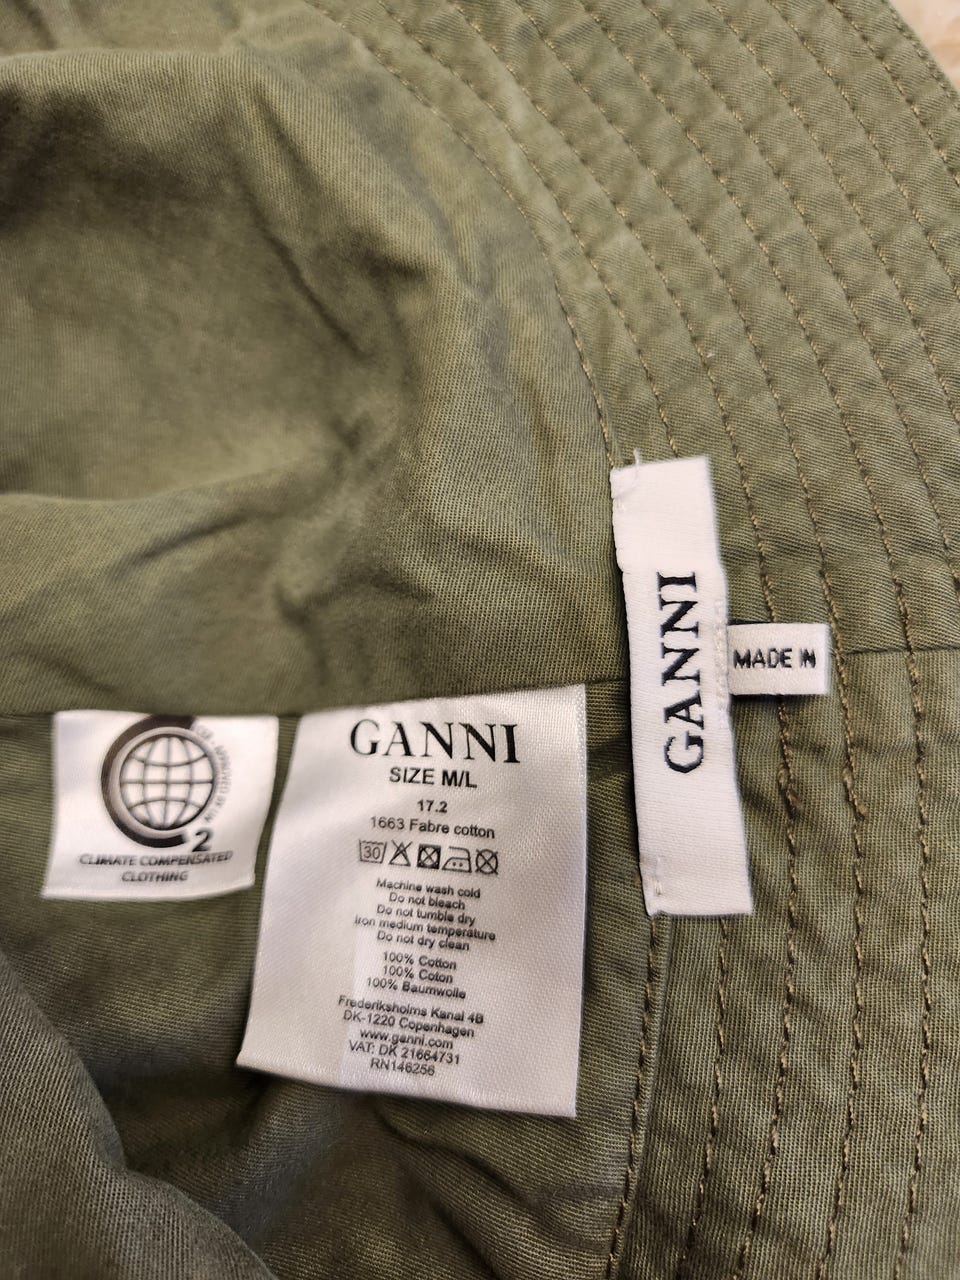 2
CLIMATE COMPENSATED
CLOTHING
GANNI
SIZE M/L
17.2
1663 Fabre cotton
30
Machine wash cold
Do not bleach
Do not tumble dry
Iron medium temperature
Do not dry clean
100% Cotton
100% Coton
100% Baumwolle
Frederiksholms Kanal 4B
DK-1220 Copenhagen
www.ganni.com
VAT: DK 21664731
RN146256
GANNI
MADE IN